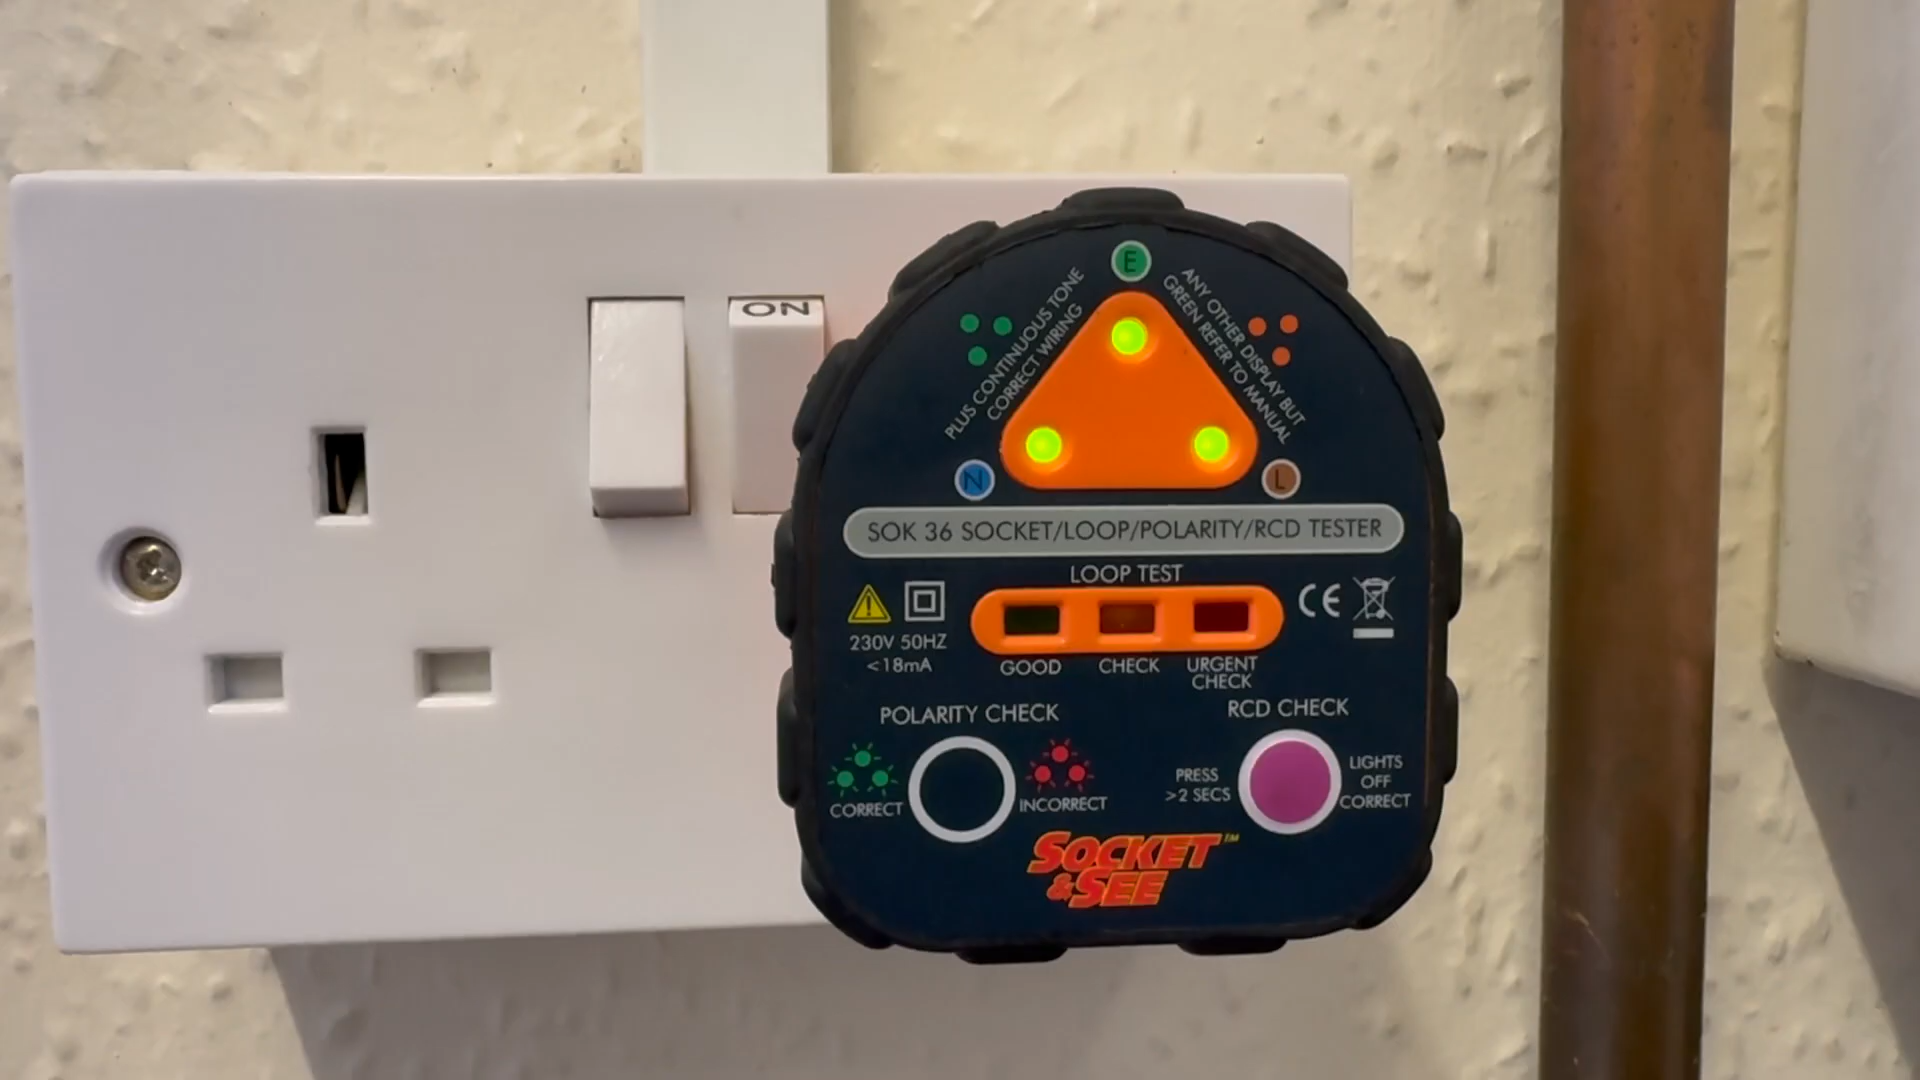 ON
E
PLUS CONTINUOUS TONE
CORRECT WIRING
ANY OTHER DISPLAY BUT
GREEN REFER TO MANUAL
N
L
SOK 36 SOCKET/LOOP/POLARITY/RCD TESTER
LOOP TEST
230V 50HZ
<18mA
CE
GOOD
CHECK
URGENT
CHECK
POLARITY CHECK
CORRECT
INCORRECT
RCD CHECK
PRESS
>2 SECS
LIGHTS
OFF
CORRECT
SOCKET™
&SEE